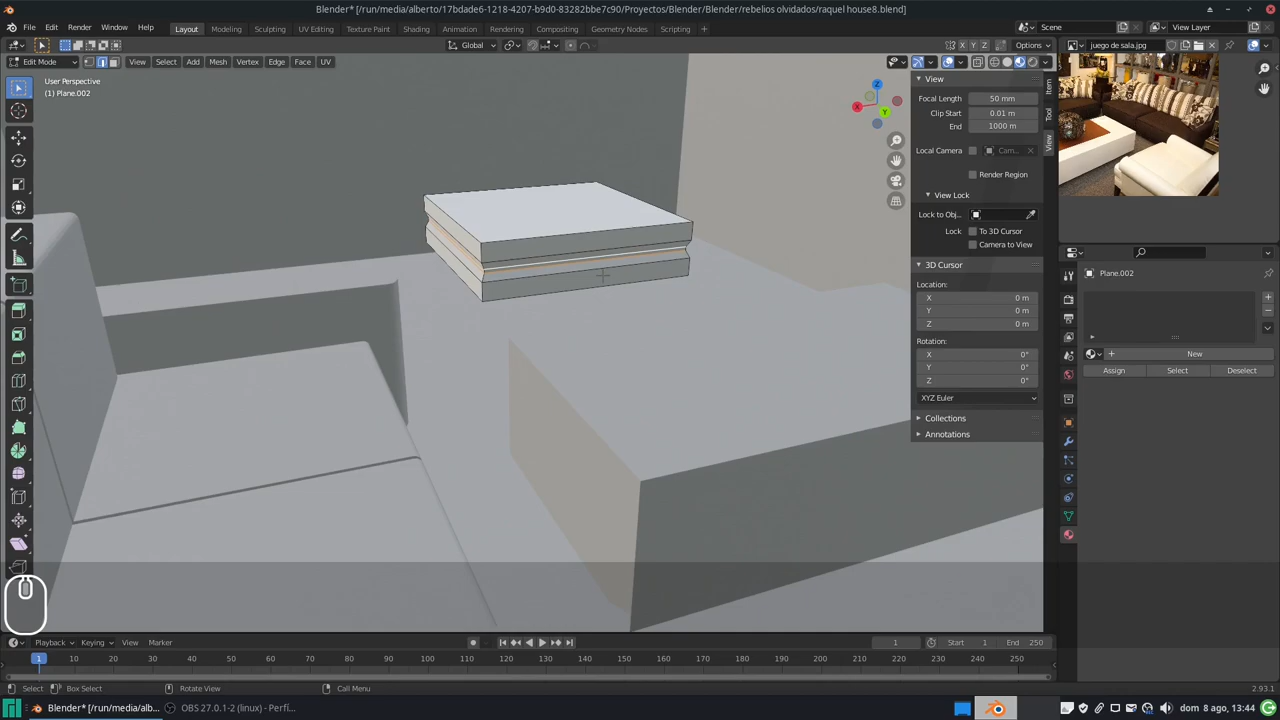 Blender* [/run/media/alberto/17bdade6-1218-4207-b9d0-83282bbe7c90/Proyectos/Blender/Blender/rebelios olvidados/raquel house8.blend]
File Edit Render Window Help Layout Modeling Sculpting UV Editing Texture Paint Shading Animation Rendering Compositing Geometry Nodes Scripting Scene View Layer
Global X Y Z Options juego de sala.jpg
Edit Mode View Select Add Mesh Vertex Edge Face UV
User Perspective
(1) Plane.002
Z
X
Y
View
Focal Length 50 mm
Clip Start 0.01 m
End 1000 m
Local Camera Cam...
Render Region
View Lock
Lock to Obj...
Lock: To 3D Cursor
Camera to View
3D Cursor
Location:
X 0 m
Y 0 m
Z 0 m
Rotation:
X 0°
Y 0°
Z 0°
XYZ Euler
Collections
Annotations
Item
Tool
View
Plane.002
New
Assign Select Deselect
Playback Keying View Marker 1 Start 1 End 250
1 10 20 30 40 50 60 70 80 90 100 110 120 130 140 150 160 170 180 190 200 210 220 230 240 250
Select Box Select Rotate View Call Menu 2.93.1
Blender* [/run/media/alb... OBS 27.0.1-2 (linux) - Perfí... dom 8 ago, 13:44